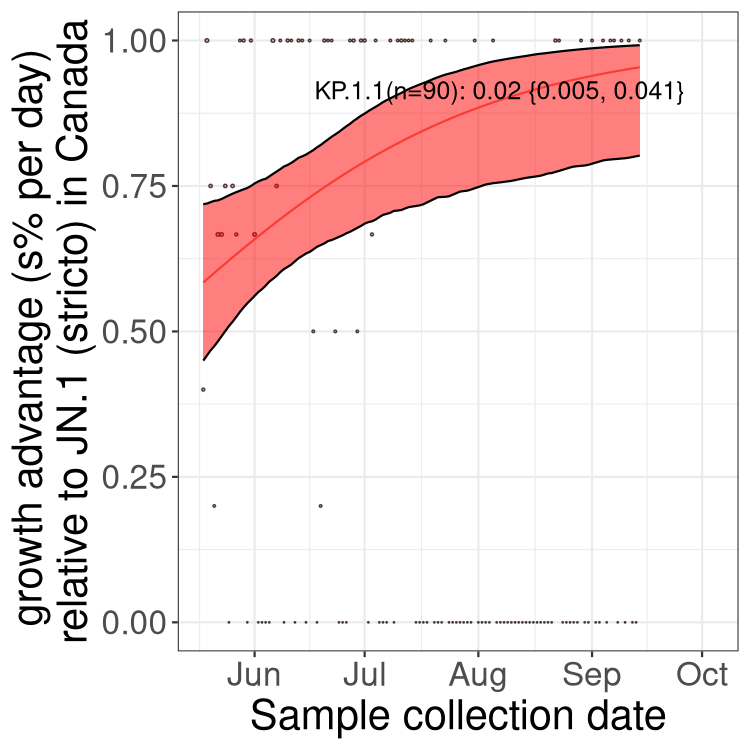 growth advantage (s% per day)
relative to JN.1 (stricto) in Canada
1.00
0.75
0.50
0.25
0.00
KP.1.1(n=90): 0.02 {0.005, 0.041}
Jun Jul Aug Sep Oct
Sample collection date